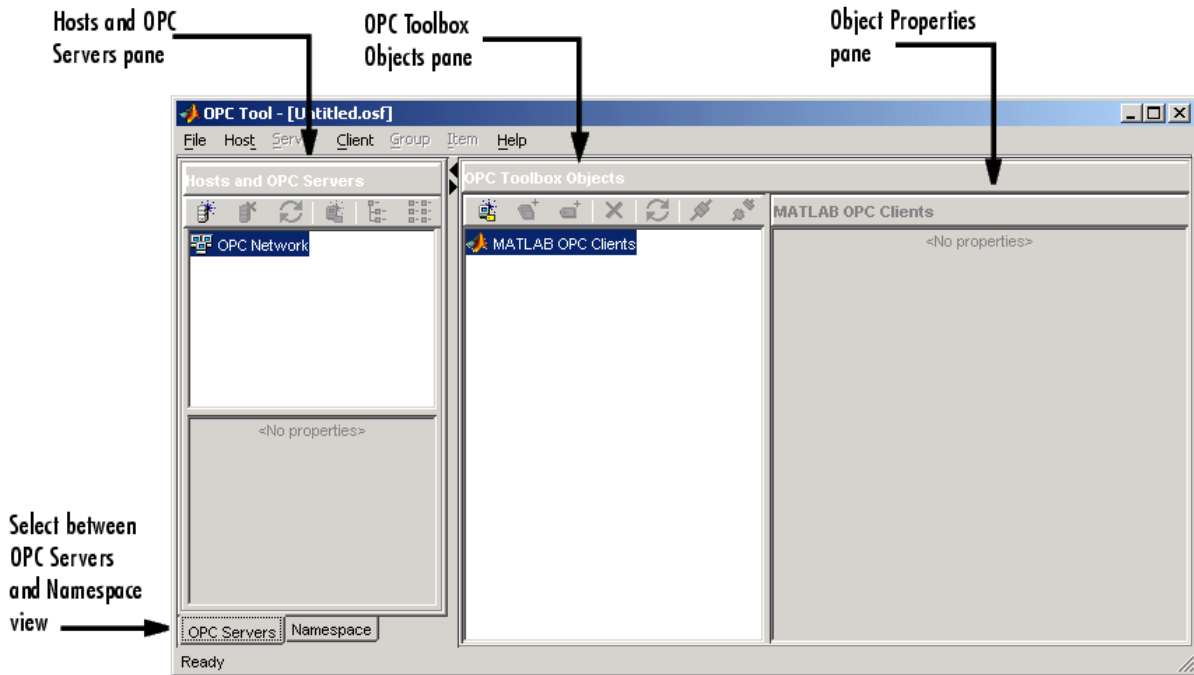 Hosts and OPC
Servers pane
OPC Toolbox
Objects pane
Object Properties
pane
OPC Tool - [Untitled.osf]
File Host Server Client Group Item Help
Hosts and OPC Servers
OPC Toolbox Objects
MATLAB OPC Clients
OPC Network
MATLAB OPC Clients
<No properties>
<No properties>
Select between
OPC Servers
and Namespace
view
OPC Servers Namespace
Ready